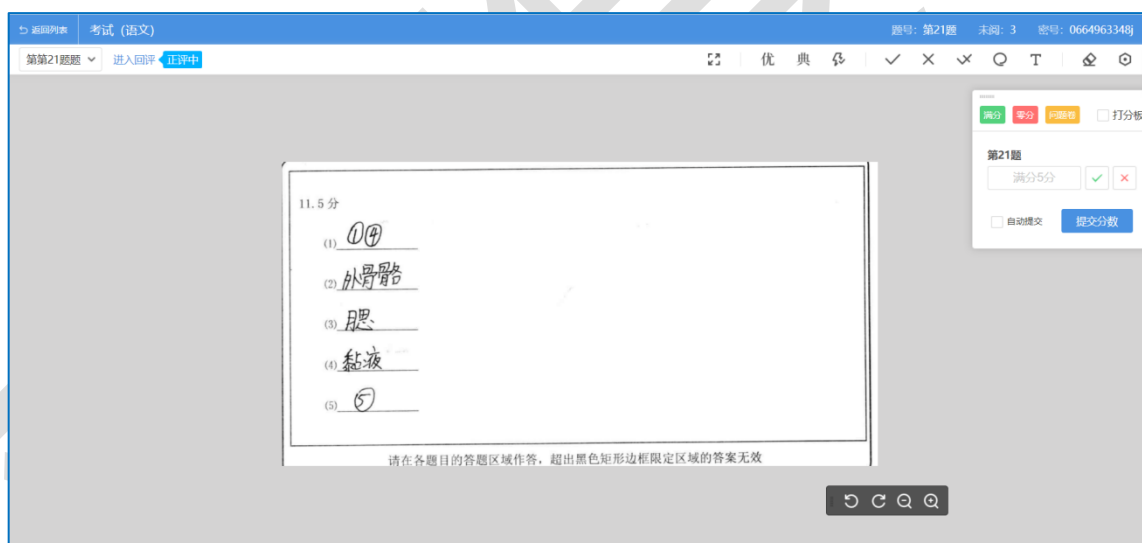 返回列表 考试 (语文) 题号: 第21题 未阅: 3 密号: 0664963348j
第第21题题 进入回评 正评中 优 典 T
满分 零分 问题卷 打分板
第21题
满分5分
自动提交 提交分数
11.5分
(1) ①④
(2) 外骨骼
(3) 腮
(4) 黏液
(5) ⑤
请在各题目的答题区域作答，超出黑色矩形边框限定区域的答案无效